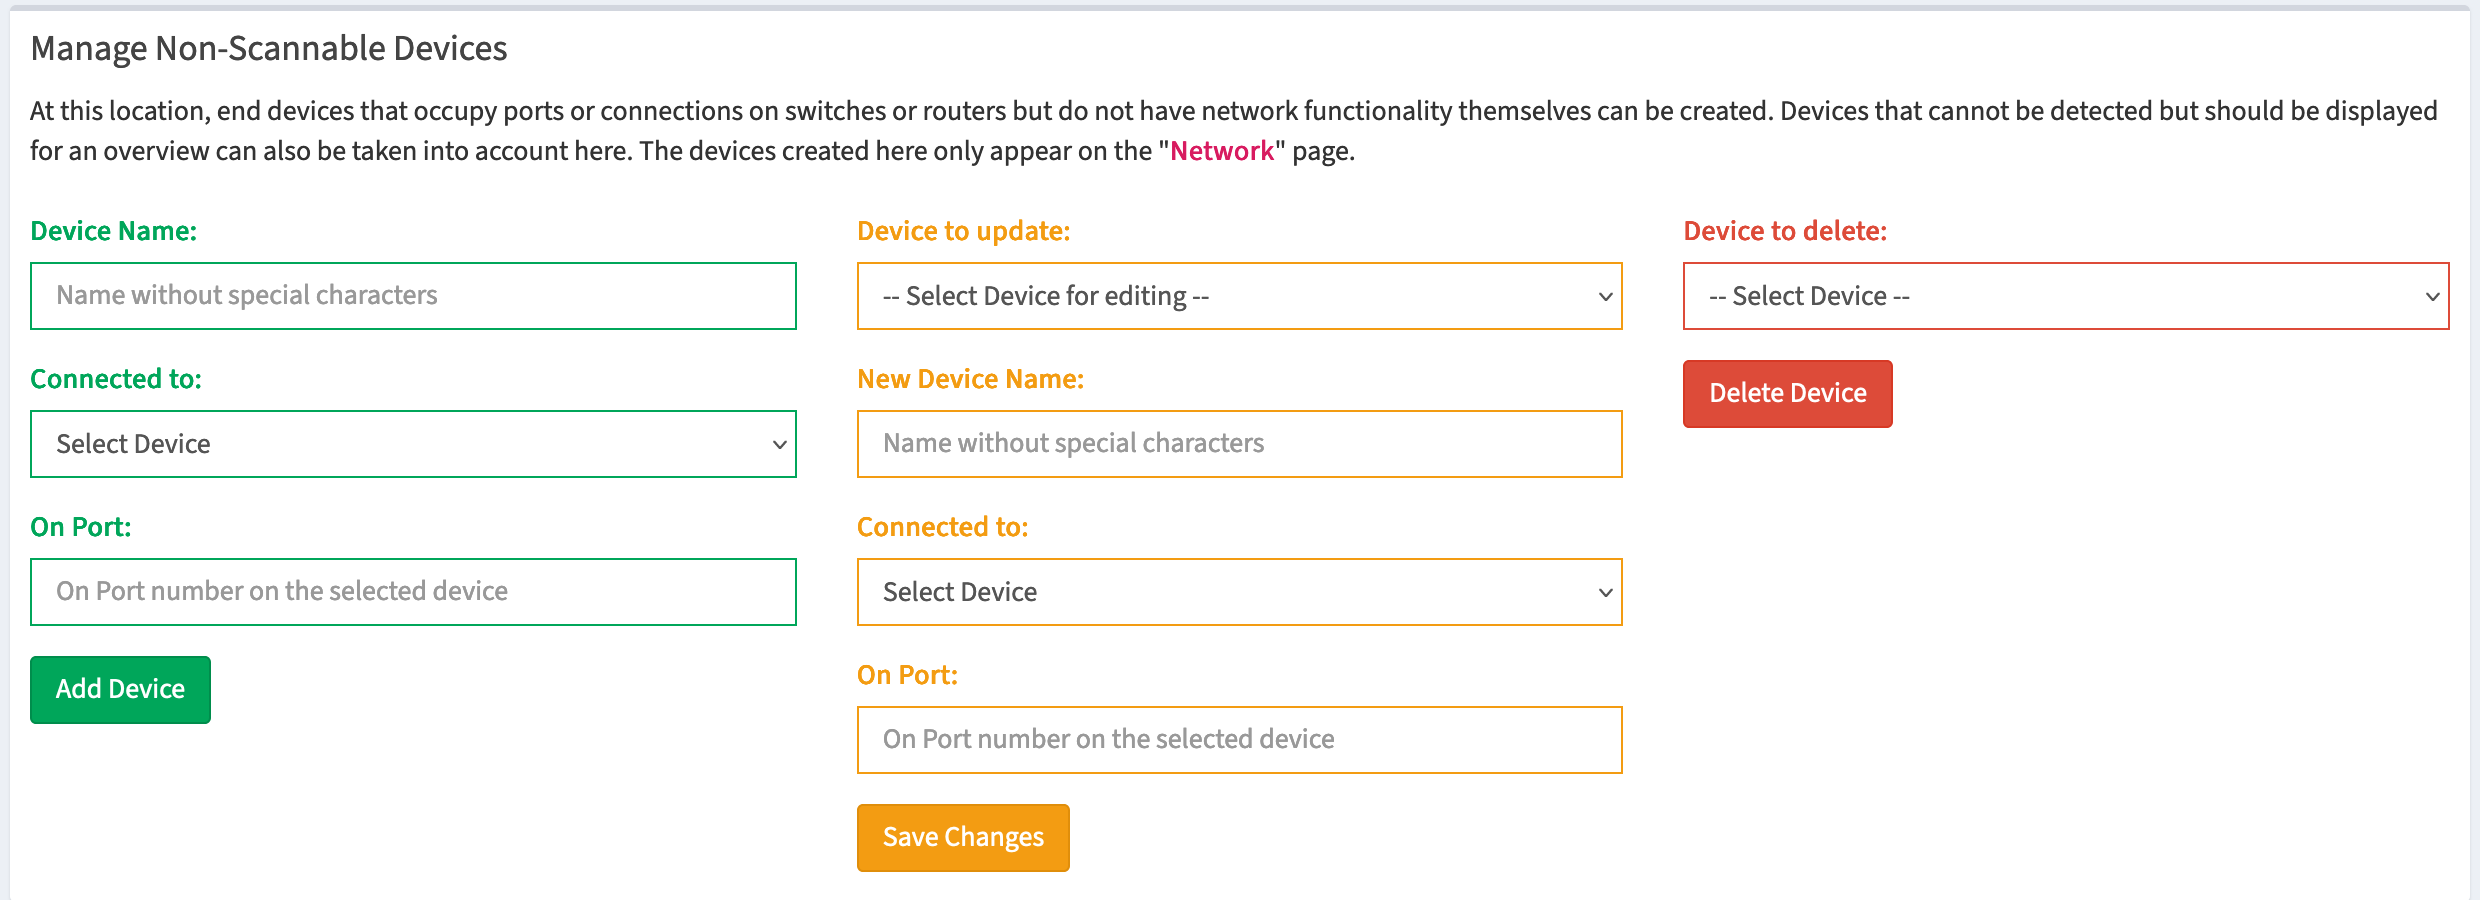 Manage Non-Scannable Devices
At this location, end devices that occupy ports or connections on switches or routers but do not have network functionality themselves can be created. Devices that cannot be detected but should be displayed
for an overview can also be taken into account here. The devices created here only appear on the "Network" page.
Device Name:
Name without special characters
Connected to:
Select Device
On Port:
On Port number on the selected device
Add Device
Device to update:
-- Select Device for editing --
New Device Name:
Name without special characters
Connected to:
Select Device
On Port:
On Port number on the selected device
Save Changes
Device to delete:
-- Select Device --
Delete Device